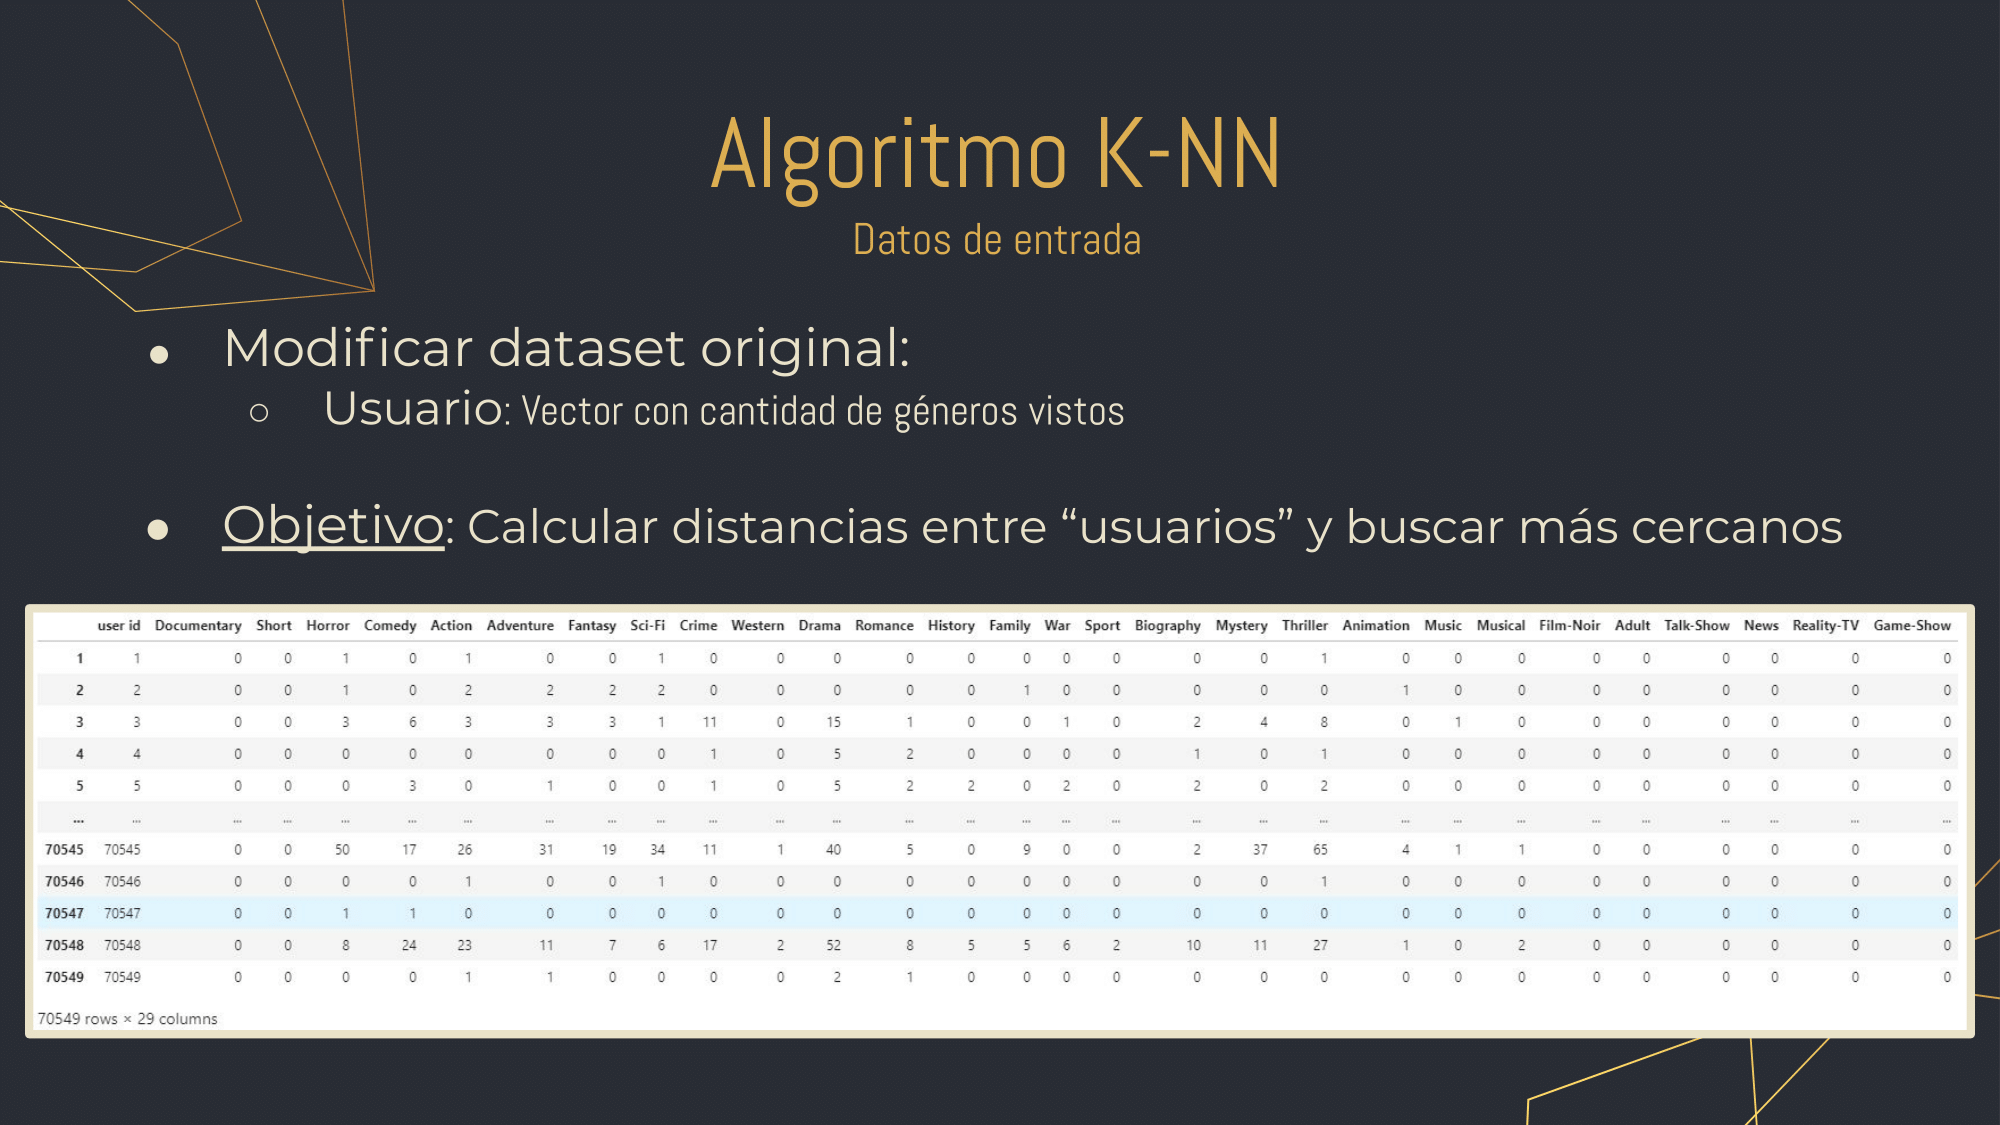 Algoritmo K-NN
Datos de entrada
● Modificar dataset original:
○ Usuario: Vector con cantidad de géneros vistos
● Objetivo: Calcular distancias entre “usuarios” y buscar más cercanos
user id Documentary Short Horror Comedy Action Adventure Fantasy Sci-Fi Crime Western Drama Romance History Family War Sport Biography Mystery Thriller Animation Music Musical Film-Noir Adult Talk-Show News Reality-TV Game-Show
1 1 0 0 1 0 1 0 0 1 0 0 0 0 0 0 0 0 0 0 1 0 0 0 0 0 0 0 0 0
2 2 0 0 1 0 2 2 2 2 0 0 0 0 0 1 0 0 0 0 0 1 0 0 0 0 0 0 0 0
3 3 0 0 3 6 3 3 3 1 11 0 15 1 0 0 1 0 2 4 8 0 1 0 0 0 0 0 0 0
4 4 0 0 0 0 0 0 0 0 1 0 5 2 0 0 0 0 1 0 1 0 0 0 0 0 0 0 0 0
5 5 0 0 0 3 0 1 0 0 1 0 5 2 2 0 2 0 2 0 2 0 0 0 0 0 0 0 0 0
... ... ... ... ... ... ... ... ... ... ... ... ... ... ... ... ... ... ... ... ... ... ... ... ... ... ... ... ... ...
70545 70545 0 0 50 17 26 31 19 34 11 1 40 5 0 9 0 0 2 37 65 4 1 1 0 0 0 0 0 0
70546 70546 0 0 0 0 1 0 0 1 0 0 0 0 0 0 0 0 0 0 1 0 0 0 0 0 0 0 0 0
70547 70547 0 0 1 1 0 0 0 0 0 0 0 0 0 0 0 0 0 0 0 0 0 0 0 0 0 0 0 0
70548 70548 0 0 8 24 23 11 7 6 17 2 52 8 5 5 6 2 10 11 27 1 0 2 0 0 0 0 0 0
70549 70549 0 0 0 0 1 1 0 0 0 0 2 1 0 0 0 0 0 0 0 0 0 0 0 0 0 0 0 0
70549 rows × 29 columns